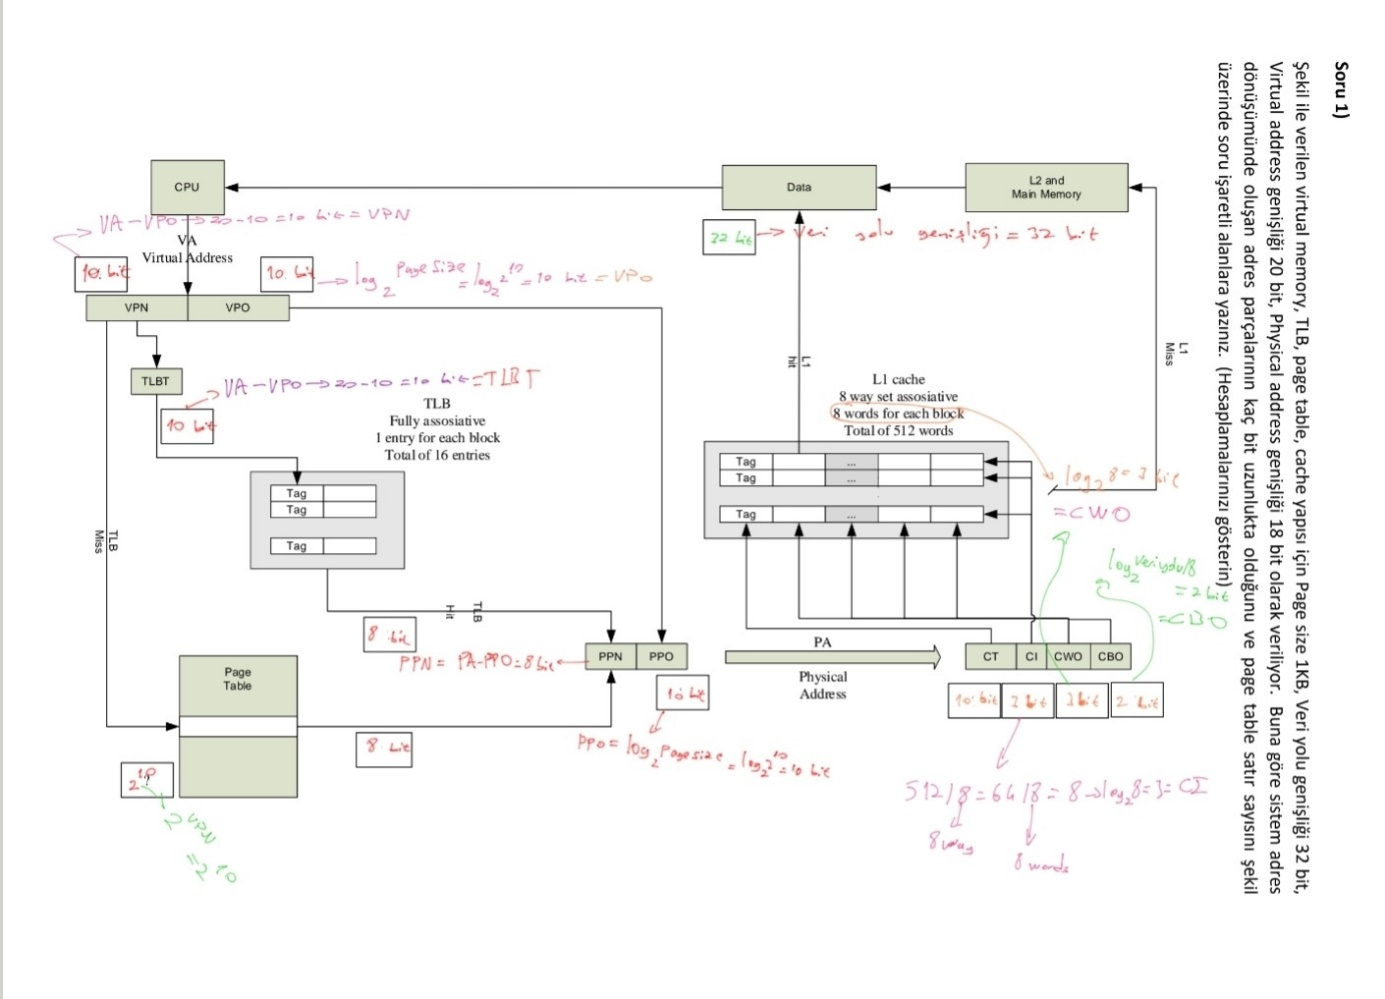 Soru 1)
Şekil ile verilen virtual memory, TLB, page table, cache yapısı için Page size 1KB, Veri yolu genişliği 32 bit,
Virtual address genişliği 20 bit, Physical address genişliği 18 bit olarak veriliyor. Buna göre sistem adres
dönüşümünde oluşan adres parçalarının kaç bit uzunlukta olduğunu ve page table satır sayısını şekil
üzerinde soru işaretli alanlara yazınız. (Hesaplamalarınızı gösterin)
CPU
Data
L2 and
Main Memory
VA-VPO→20-10=10 bit=VPN
VA
Virtual Address
32 bit → Veri yolu genişliği = 32 bit
10 bit
10 bit → log2 Page Size = log2 2^10 = 10 bit = VPO
VPN
VPO
L1
hit
L1
Miss
TLBT
VA-VPO→20-10=10 bit=TLBT
10 bit
TLB
Fully assosiative
1 entry for each block
Total of 16 entries
L1 cache
8 way set assosiative
8 words for each block
Total of 512 words
Tag
Tag
Tag
Tag ...
Tag ...
Tag ...
log2 8 = 3 bit
=CWO
log2 veriyolu/8
=2 bit
=CBO
TLB
Miss
TLB
Hit
8 bit
PPN = PA-PPO=8 bit
PPN
PPO
10 bit
PPO = log2 Page size = log2 2^10 = 10 bit
PA
Physical
Address
CT
CI
CWO
CBO
10 bit
3 bit
3 bit
2 bit
Page
Table
8 bit
2^10
2^VPN
=2^10
512/8=64/8=8→log2 8=3=CI
8 way
8 words